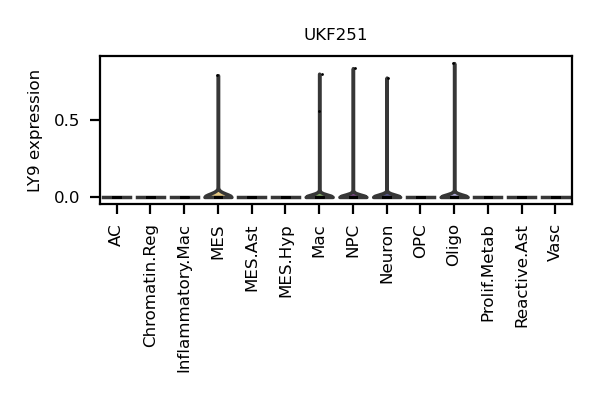 UKF251
LY9 expression
0.5
0.0
AC
Chromatin.Reg
Inflammatory.Mac
MES
MES.Ast
MES.Hyp
Mac
NPC
Neuron
OPC
Oligo
Prolif.Metab
Reactive.Ast
Vasc